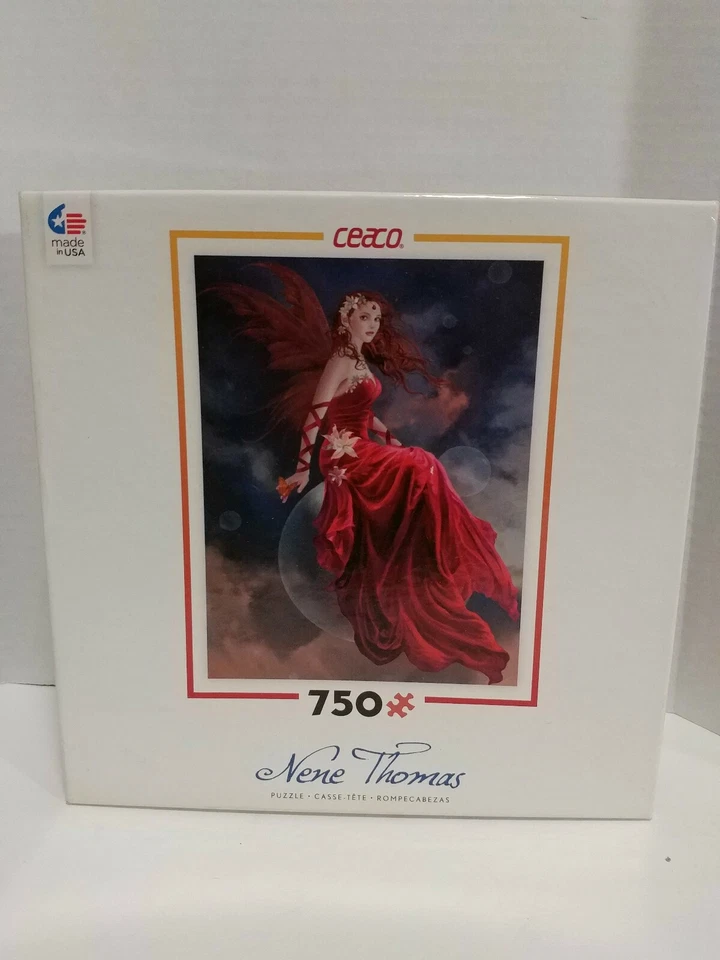 made
in USA
ceaco®
750
Nene Thomas
PUZZLE • CASSE-TÊTE • ROMPECABEZAS